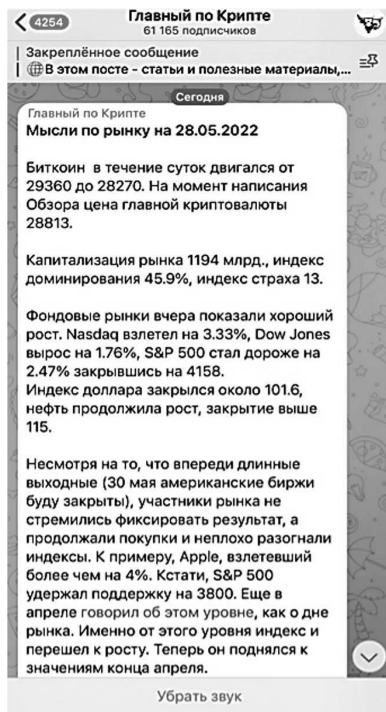 4254
Главный по Крипте
61 165 подписчиков
Закреплённое сообщение
В этом посте - статьи и полезные материалы,...
Сегодня
Главный по Крипте
Мысли по рынку на 28.05.2022
Биткоин в течение суток двигался от
29360 до 28270. На момент написания
Обзора цена главной криптовалюты
28813.
Капитализация рынка 1194 млрд., индекс
доминирования 45.9%, индекс страха 13.
Фондовые рынки вчера показали хороший
рост. Nasdaq взлетел на 3.33%, Dow Jones
вырос на 1.76%, S&P 500 стал дороже на
2.47% закрывшись на 4158.
Индекс доллара закрылся около 101.6,
нефть продолжила рост, закрытие выше
115.
Несмотря на то, что впереди длинные
выходные (30 мая американские биржи
буду закрыты), участники рынка не
стремились фиксировать результат, а
продолжали покупки и неплохо разогнали
индексы. К примеру, Apple, взлетевший
более чем на 4%. Кстати, S&P 500
удержал поддержку на 3800. Еще в
апреле говорил об этом уровне, как о дне
рынка. Именно от этого уровня индекс и
перешел к росту. Теперь он поднялся к
значениям конца апреля.
Убрать звук